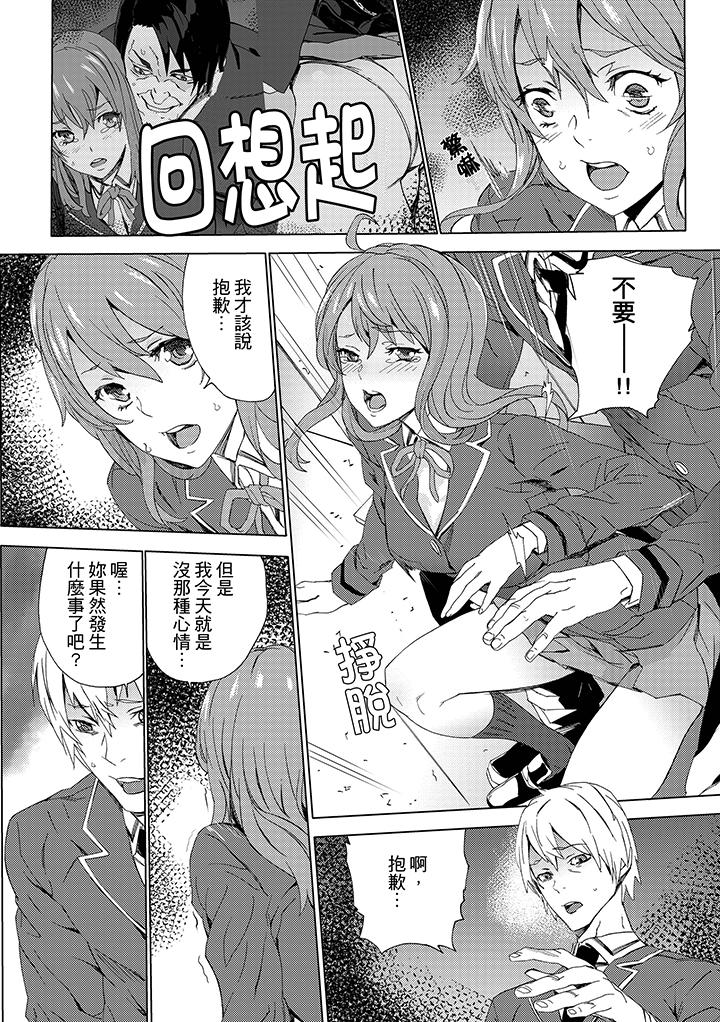 驚嚇
回想起
不要——!!
掙脫
我才該說
抱歉…
啊，
抱歉…
但是
我今天就是
沒那種心情…
喔…
妳果然發生
什麼事了吧？